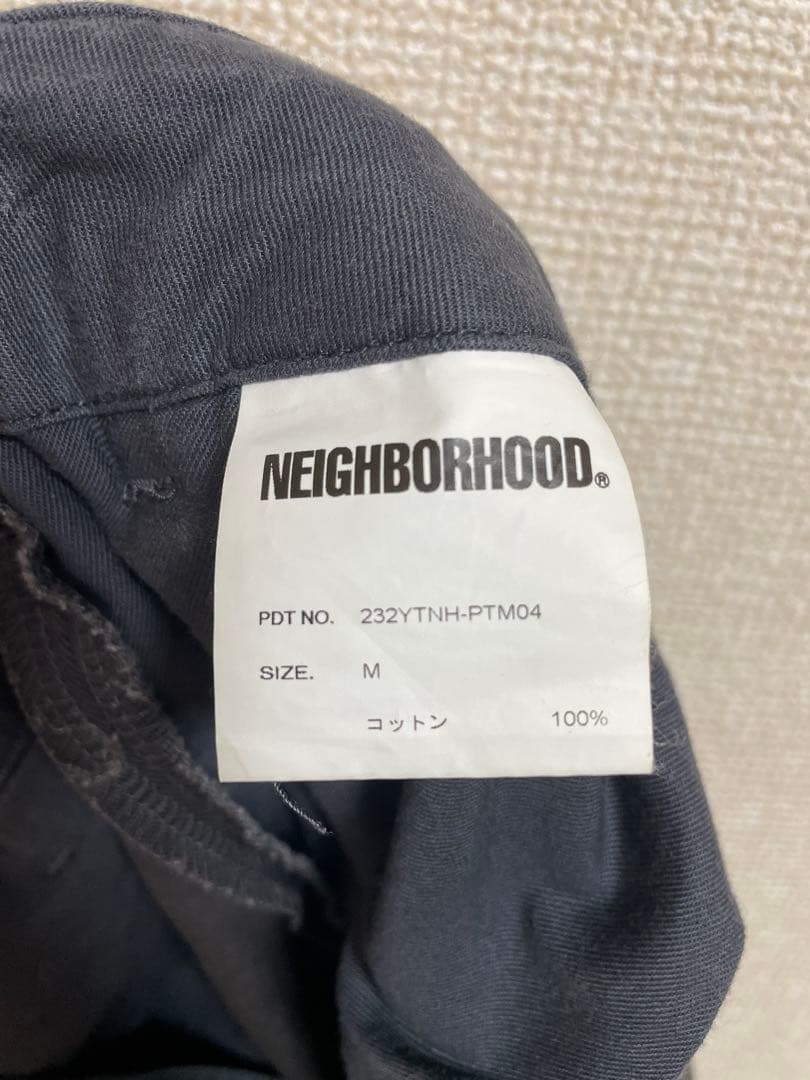 NEIGHBORHOOD®
PDT NO. 232YTNH-PTM04
SIZE. M
コットン 100%